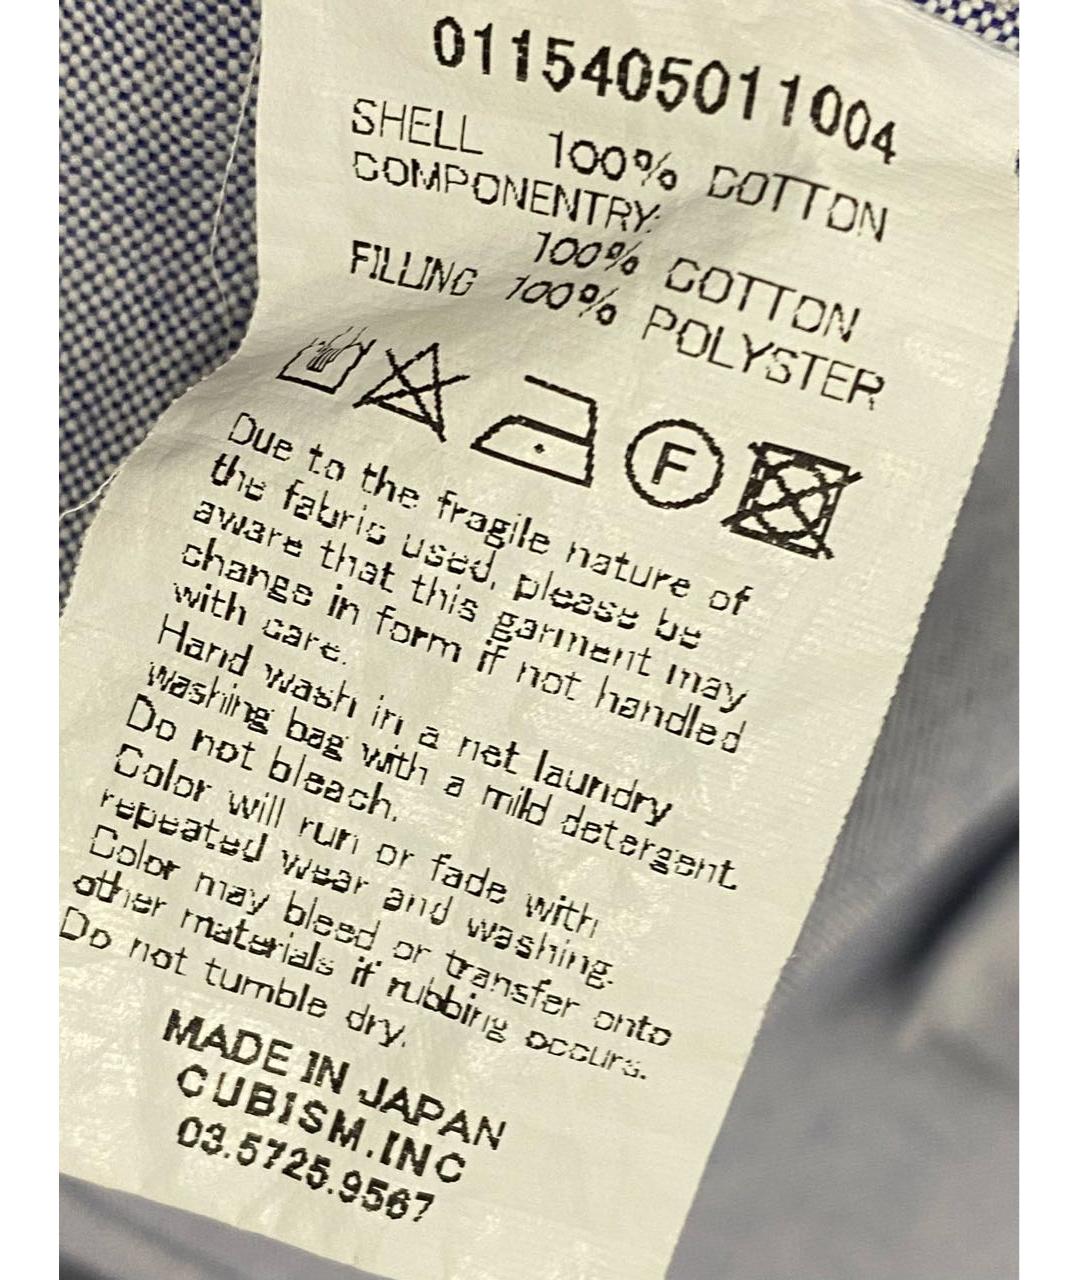 0115405011004
SHELL 100% COTTON
COMPONENTRY:
100% COTTON
FILLING 100% POLYSTER
F
Due to the fragile nature of
the fabric used, please be
aware that this garment may
change in form if not handled
with care.
Hand wash in a net laundry
washing bag with a mild detergent.
Do not bleach.
Color will run or fade with
repeated wear and washing.
Color may bleed or transfer onto
other materials if rubbing occurs.
Do not tumble dry.
MADE IN JAPAN
CUBISM.INC
03.5725.9567